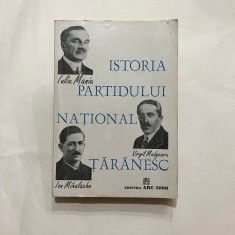 ISTORIA
Iuliu Maniu
PARTIDULUI
NAȚIONAL
Virgil Madgearu
ȚĂRĂNESC
Ion Mihalache
EDITURA ARC 2000